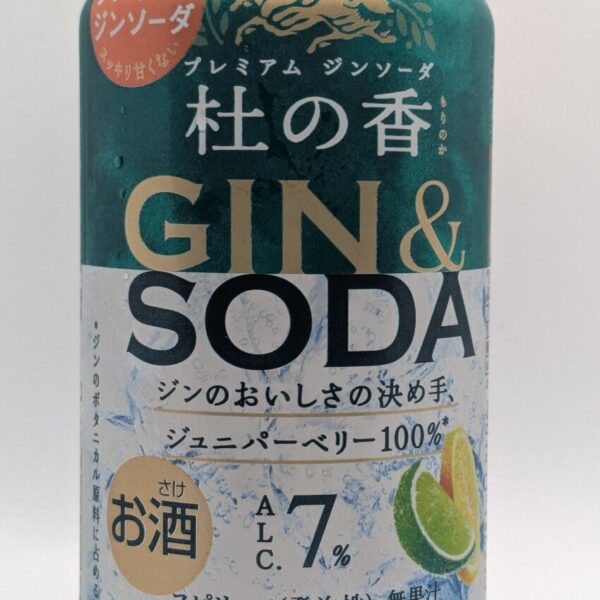 ジンソーダ
スッキリ甘くない
プレミアム ジンソーダ
杜の香
もりのか
GIN &
SODA
ジンのおいしさの決め手、
ジュニパーベリー100%*
*ジンのボタニカル原料に占める
さけ
お酒
ALC.
7%
無果汁